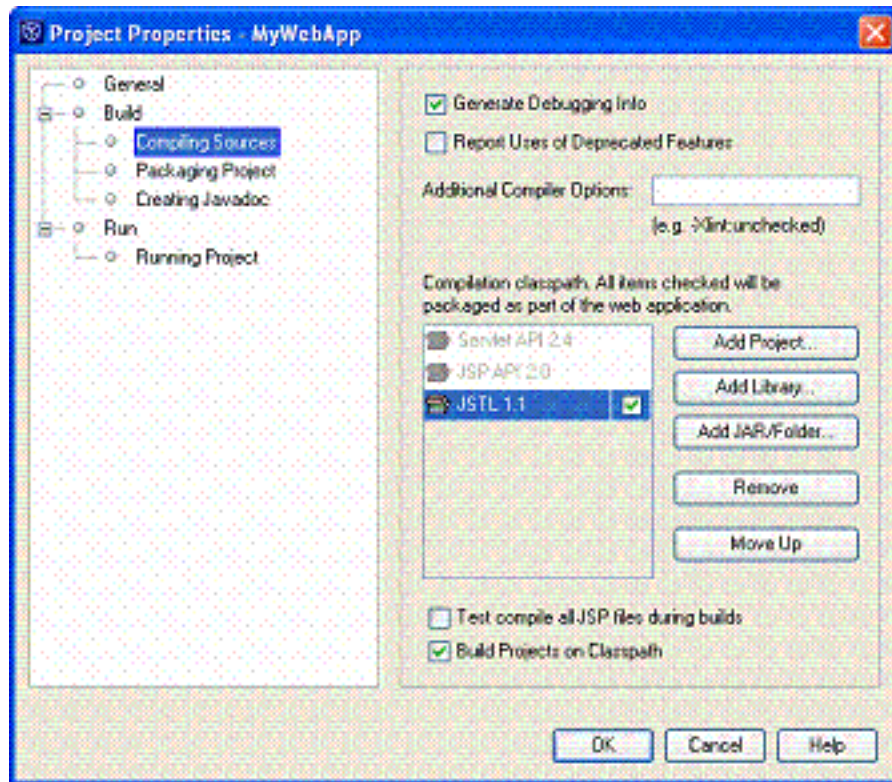 Project Properties - MyWebApp
General
Build
Compiling Sources
Packaging Project
Creating Javadoc
Run
Running Project
Generate Debugging Info
Report Uses of Deprecated Features
Additional Compiler Options:
(e.g. -Xlint:unchecked)
Compilation classpath. All items checked will be
packaged as part of the web application.
Servlet API 2.4
JSP API 2.0
JSTL 1.1
Add Project...
Add Library...
Add JAR/Folder...
Remove
Move Up
Test compile all JSP files during builds
Build Projects on Classpath
OK
Cancel
Help